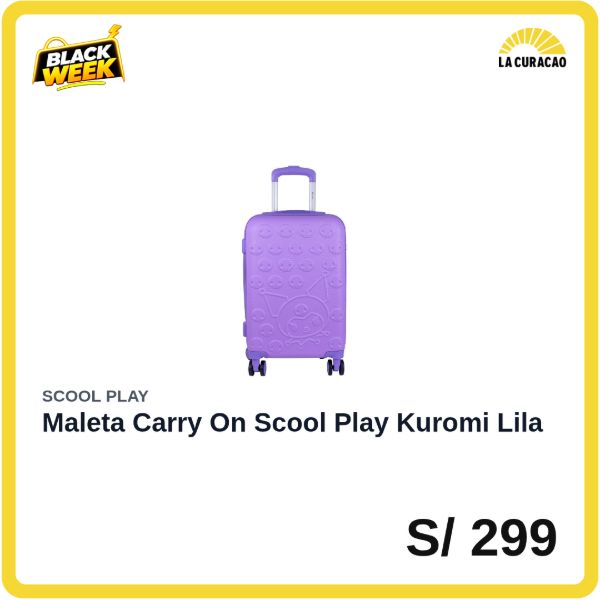 BLACK
WEEK
LA CURACAO
SCOOL PLAY
Maleta Carry On Scool Play Kuromi Lila
S/ 299